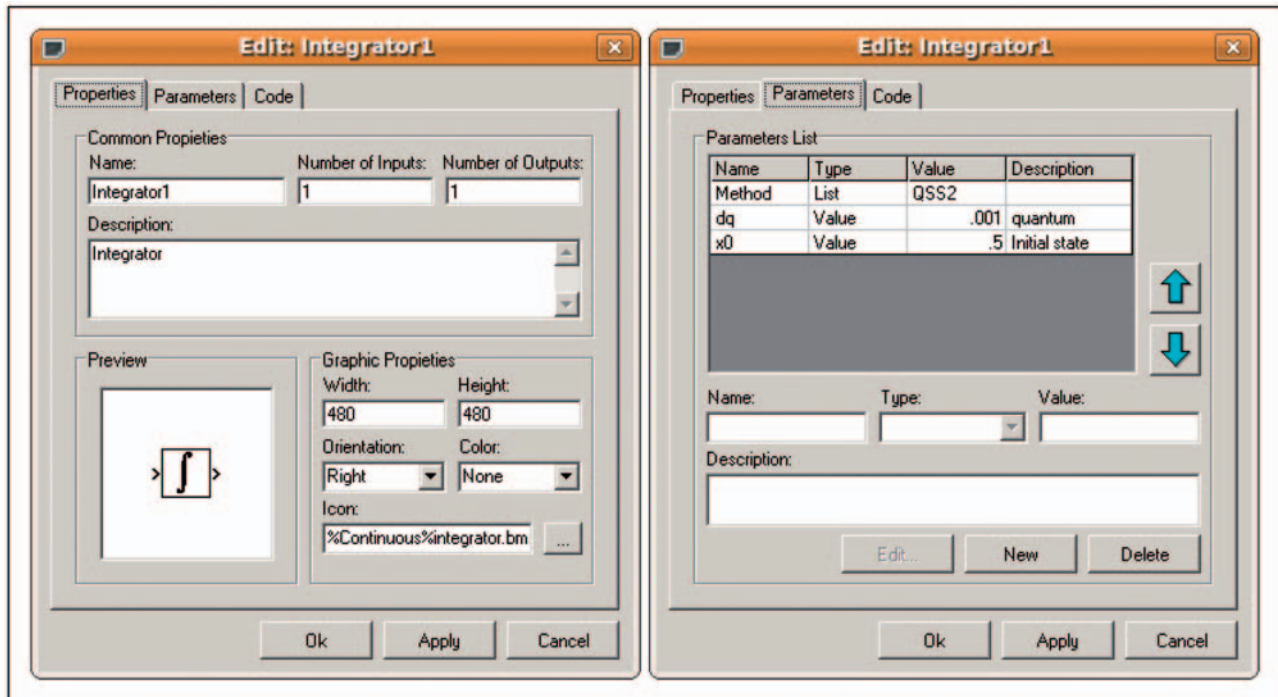 Edit: Integrator1
Properties Parameters Code
Common Propieties
Name: Number of Inputs: Number of Outputs:
Integrator1 1 1
Description:
Integrator
Preview
Graphic Propieties
Width: Height:
480 480
Orientation: Color:
Right None
Icon:
%Continuous%integrator.bm ...
Ok Apply Cancel
Edit: Integrator1
Properties Parameters Code
Parameters List
Name Type Value Description
Method List QSS2
dq Value .001 quantum
x0 Value .5 Initial state
Name: Type: Value:
Description:
Edit... New Delete
Ok Apply Cancel